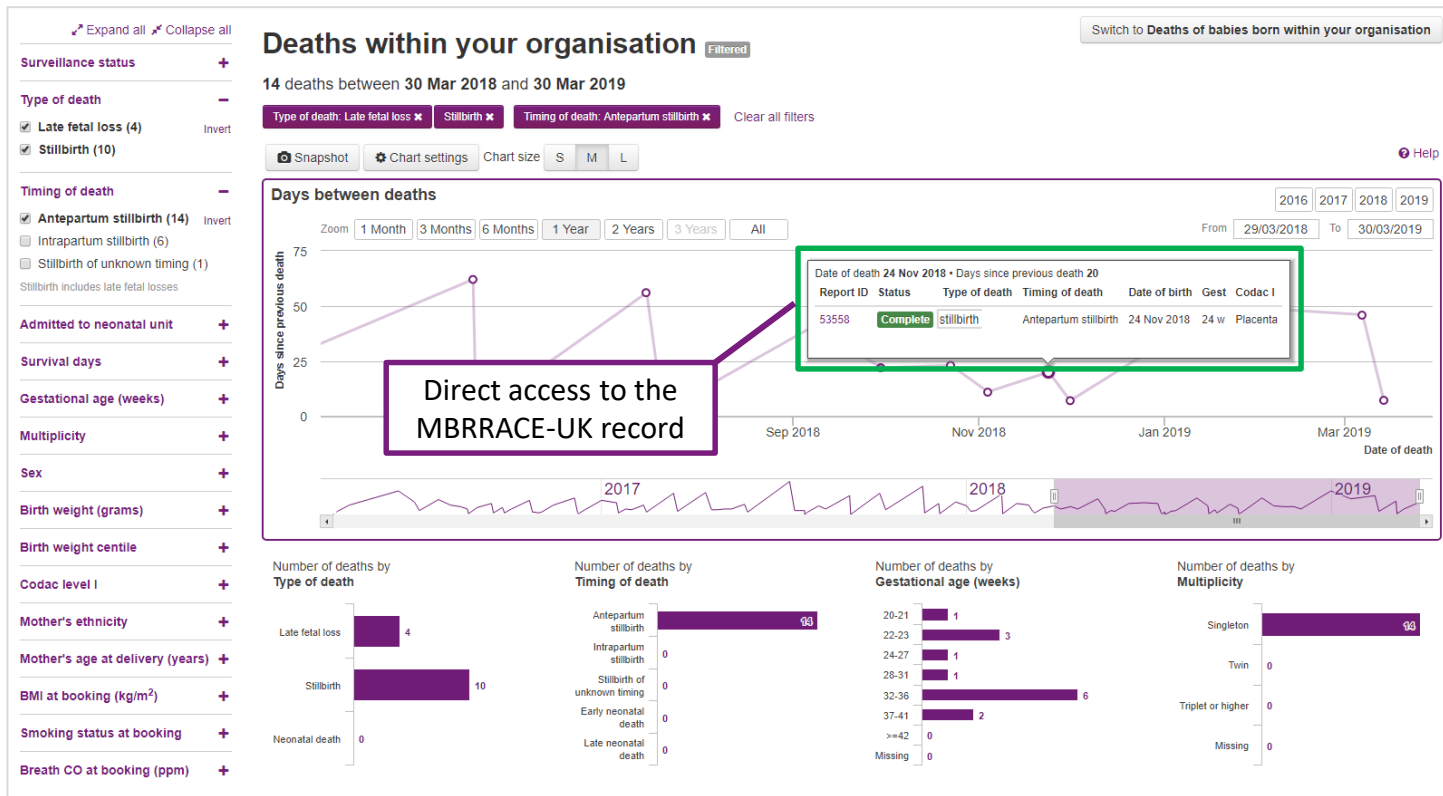 Expand all Collapse all
Surveillance status +
Type of death −
Late fetal loss (4) Invert
Stillbirth (10)
Timing of death −
Antepartum stillbirth (14) Invert
Intrapartum stillbirth (6)
Stillbirth of unknown timing (1)
Stillbirth includes late fetal losses
Admitted to neonatal unit +
Survival days +
Gestational age (weeks) +
Multiplicity +
Sex +
Birth weight (grams) +
Birth weight centile +
Codac level I +
Mother's ethnicity +
Mother's age at delivery (years) +
BMI at booking (kg/m²) +
Smoking status at booking +
Breath CO at booking (ppm) +
Deaths within your organisation Filtered
Switch to Deaths of babies born within your organisation
14 deaths between 30 Mar 2018 and 30 Mar 2019
Type of death: Late fetal loss ✖ Stillbirth ✖ Timing of death: Antepartum stillbirth ✖ Clear all filters
Snapshot Chart settings Chart size S M L
Help
Days between deaths
2016 2017 2018 2019
Zoom 1 Month 3 Months 6 Months 1 Year 2 Years 3 Years All
From 29/03/2018 To 30/03/2019
Days since previous death
75
50
25
0
Date of death 24 Nov 2018 • Days since previous death 20
Report ID Status Type of death Timing of death Date of birth Gest Codac I
53558 Complete stillbirth Antepartum stillbirth 24 Nov 2018 24 w Placenta
Direct access to the
MBRRACE-UK record
Sep 2018 Nov 2018 Jan 2019 Mar 2019
Date of death
2017 2018 2019
Number of deaths by
Type of death
Late fetal loss 4
Stillbirth 10
Neonatal death 0
Number of deaths by
Timing of death
Antepartum
stillbirth 14
Intrapartum
stillbirth 0
Stillbirth of
unknown timing 0
Early neonatal
death 0
Late neonatal
death 0
Number of deaths by
Gestational age (weeks)
20-21 1
22-23 3
24-27 1
28-31 1
32-36 6
37-41 2
>=42 0
Missing 0
Number of deaths by
Multiplicity
Singleton 14
Twin 0
Triplet or higher 0
Missing 0